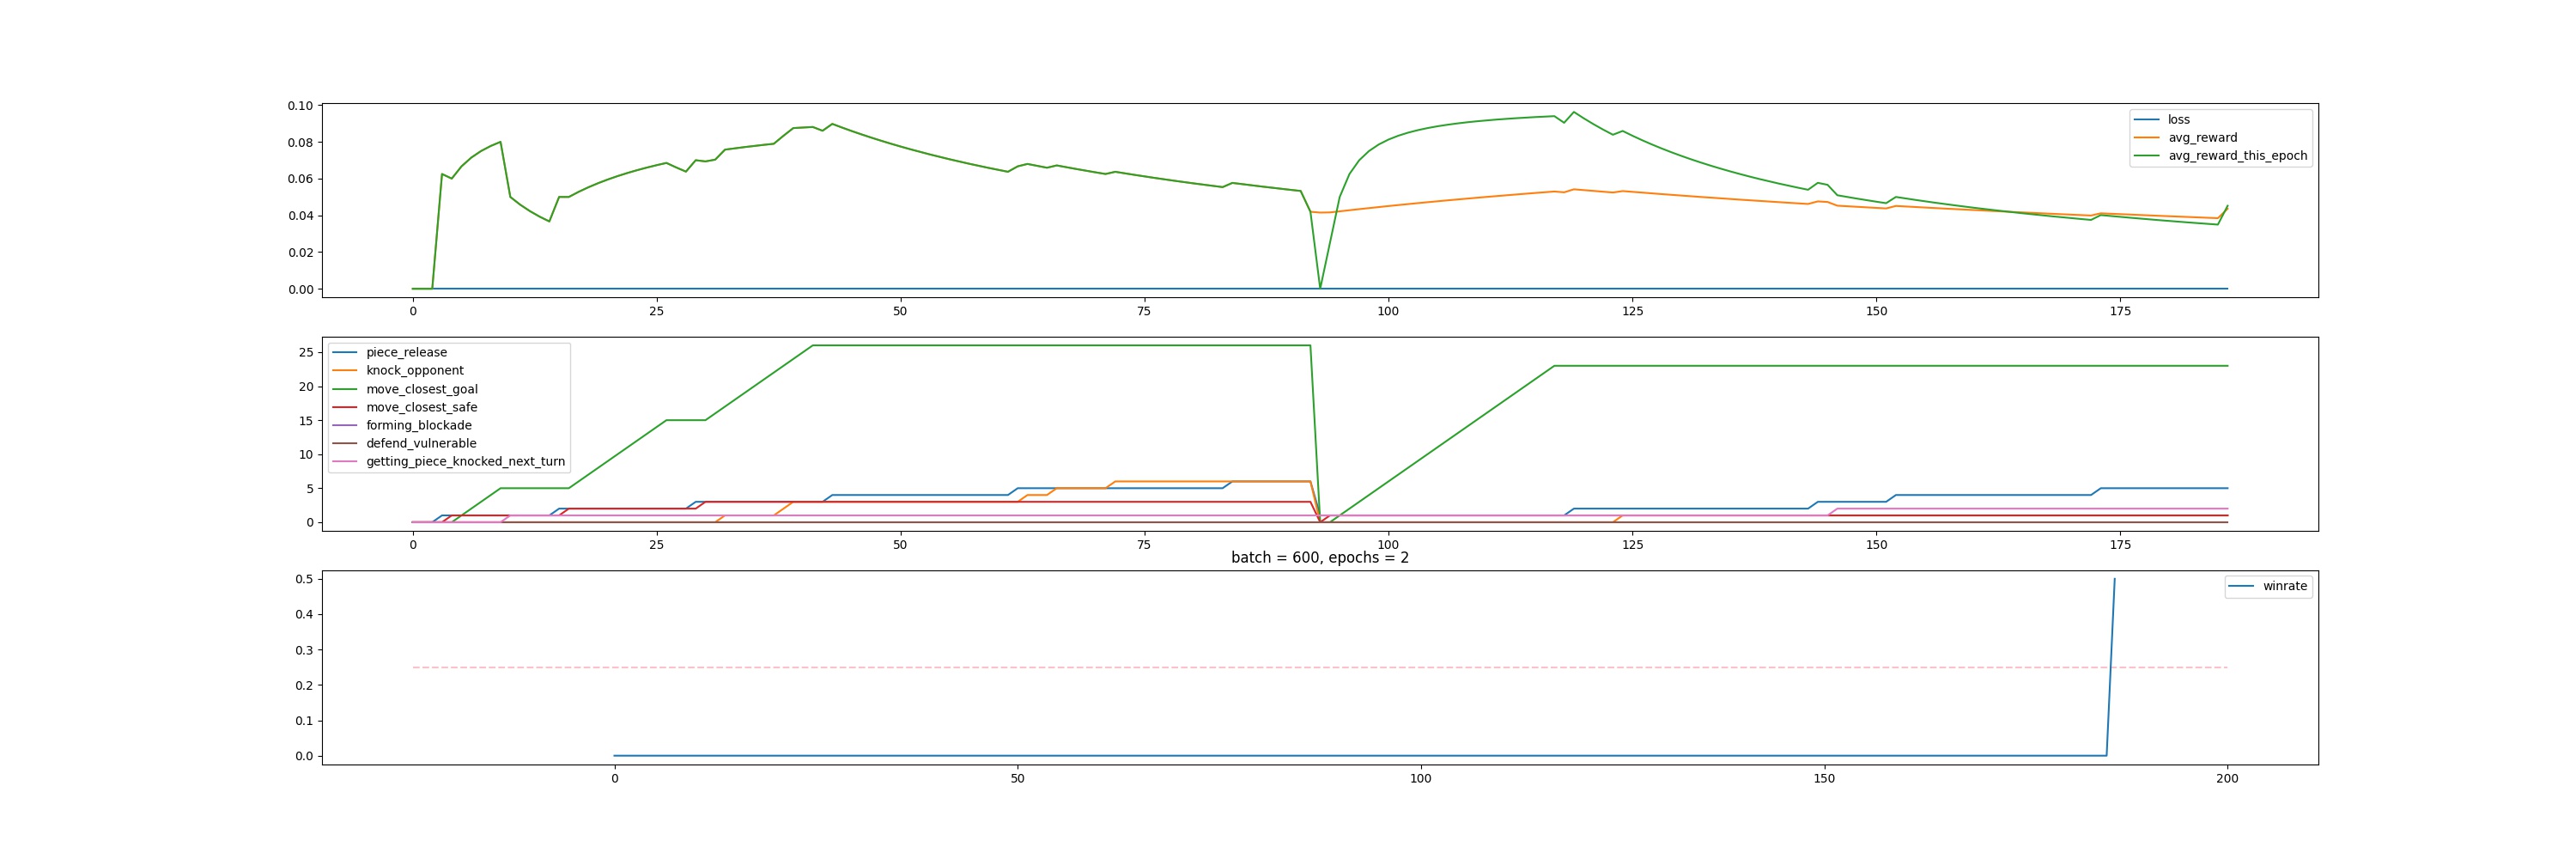 0.10
0.08
0.06
0.04
0.02
0.00
loss
avg_reward
avg_reward_this_epoch
0 25 50 75 100 125 150 175
25
20
15
10
5
0
piece_release
knock_opponent
move_closest_goal
move_closest_safe
forming_blockade
defend_vulnerable
getting_piece_knocked_next_turn
0 25 50 75 100 125 150 175
batch = 600, epochs = 2
0.5
0.4
0.3
0.2
0.1
0.0
winrate
0 50 100 150 200